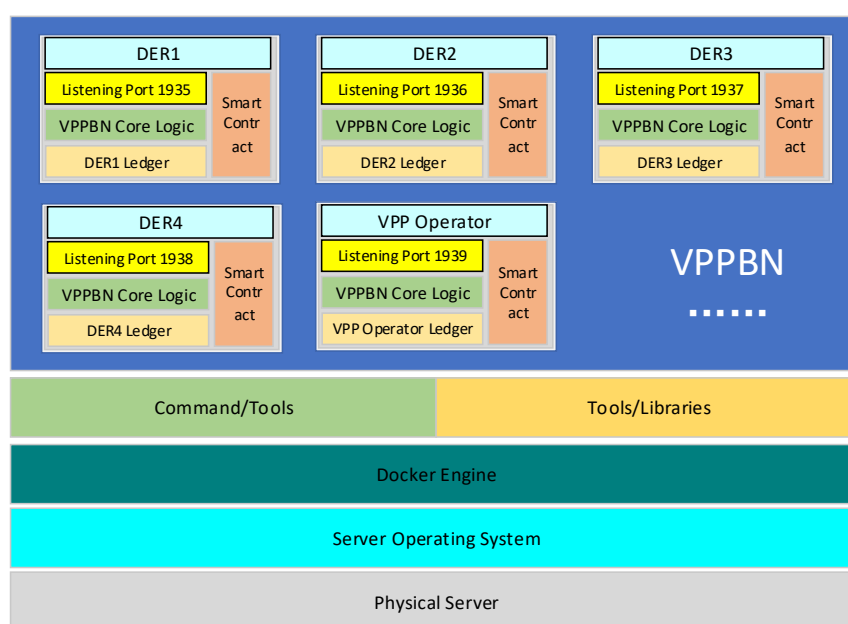 DER1
Listening Port 1935
VPPBN Core Logic
DER1 Ledger
Smart
Contr
act
DER2
Listening Port 1936
VPPBN Core Logic
DER2 Ledger
Smart
Contr
act
DER3
Listening Port 1937
VPPBN Core Logic
DER3 Ledger
Smart
Contr
act
DER4
Listening Port 1938
VPPBN Core Logic
DER4 Ledger
Smart
Contr
act
VPP Operator
Listening Port 1939
VPPBN Core Logic
VPP Operator Ledger
Smart
Contr
act
VPPBN
......
Command/Tools
Tools/Libraries
Docker Engine
Server Operating System
Physical Server